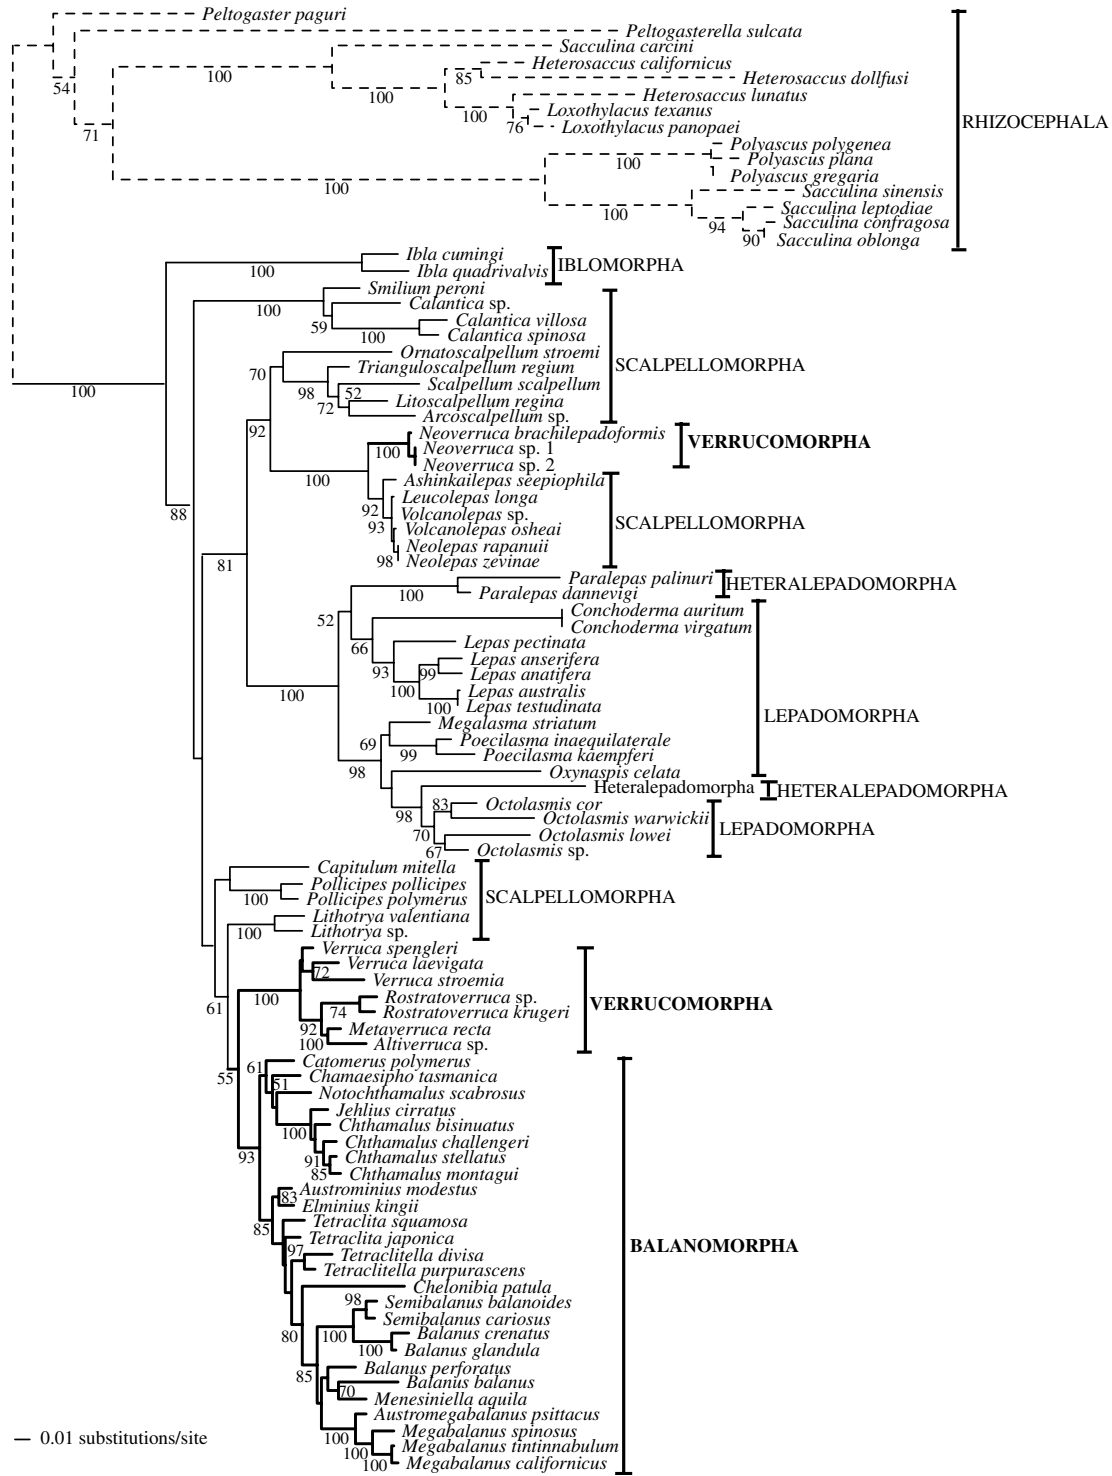 Peltogaster paguri
Peltogasterella sulcata
Sacculina carcini
100
Heterosaccus californicus
85
Heterosaccus dollfusi
54
100
Heterosaccus lunatus
100
Loxothylacus texanus
76
Loxothylacus panopaei
RHIZOCEPHALA
71
Polyascus polygenea
100
Polyascus plana
Polyascus gregaria
100
Sacculina sinensis
100
Sacculina leptodiae
94
Sacculina confragosa
90
Sacculina oblonga
Ibla cumingi
100
IBLOMORPHA
Ibla quadrivalvis
Smilium peroni
100
Calantica sp.
59
Calantica villosa
100
Calantica spinosa
Ornatoscalpellum stroemi
70
Trianguloscalpellum regium
SCALPELLOMORPHA
100
98
52
Scalpellum scalpellum
72
Litoscalpellum regina
Arcoscalpellum sp.
92
Neoverruca brachilepadoformis
100
Neoverruca sp. 1
VERRUCOMORPHA
Neoverruca sp. 2
100
Ashinkailepas seepiophila
Leucolepas longa
88
92
Volcanolepas sp.
93
Volcanolepas osheai
SCALPELLOMORPHA
Neolepas rapanuii
98
Neolepas zevinae
81
Paralepas palinuri
HETERALEPADOMORPHA
100
Paralepas dannevigi
52
Conchoderma auritum
Conchoderma virgatum
66
Lepas pectinata
93
Lepas anserifera
99
Lepas anatifera
100
100
Lepas australis
100
Lepas testudinata
LEPADOMORPHA
Megalasma striatum
69
Poecilasma inaequilaterale
99
Poecilasma kaempferi
98
Oxynaspis celata
Heteralepadomorpha
HETERALEPADOMORPHA
98
83
Octolasmis cor
Octolasmis warwickii
LEPADOMORPHA
70
Octolasmis lowei
67
Octolasmis sp.
Capitulum mitella
Pollicipes pollicipes
100
Pollicipes polymerus
SCALPELLOMORPHA
Lithotrya valentiana
100
Lithotrya sp.
Verruca spengleri
Verruca laevigata
72
Verruca stroemia
100
Rostratoverruca sp.
VERRUCOMORPHA
61
74
Rostratoverruca krugeri
92
Metaverruca recta
100
Altiverruca sp.
Catomerus polymerus
61
55
51
Chamaesipho tasmanica
Notochthamalus scabrosus
Jehlius cirratus
100
Chthamalus bisinuatus
Chthamalus challengeri
93
91
Chthamalus stellatus
85
Chthamalus montagui
Austrominius modestus
83
Elminius kingii
85
Tetraclita squamosa
Tetraclita japonica
BALANOMORPHA
97
Tetraclitella divisa
Tetraclitella purpurascens
Chelonibia patula
98
Semibalanus balanoides
Semibalanus cariosus
80
100
Balanus crenatus
100
Balanus glandula
85
Balanus perforatus
70
Balanus balanus
Menesiniella aquila
Austromegabalanus psittacus
100
Megabalanus spinosus
0.01 substitutions/site
100
Megabalanus tintinnabulum
100
Megabalanus californicus